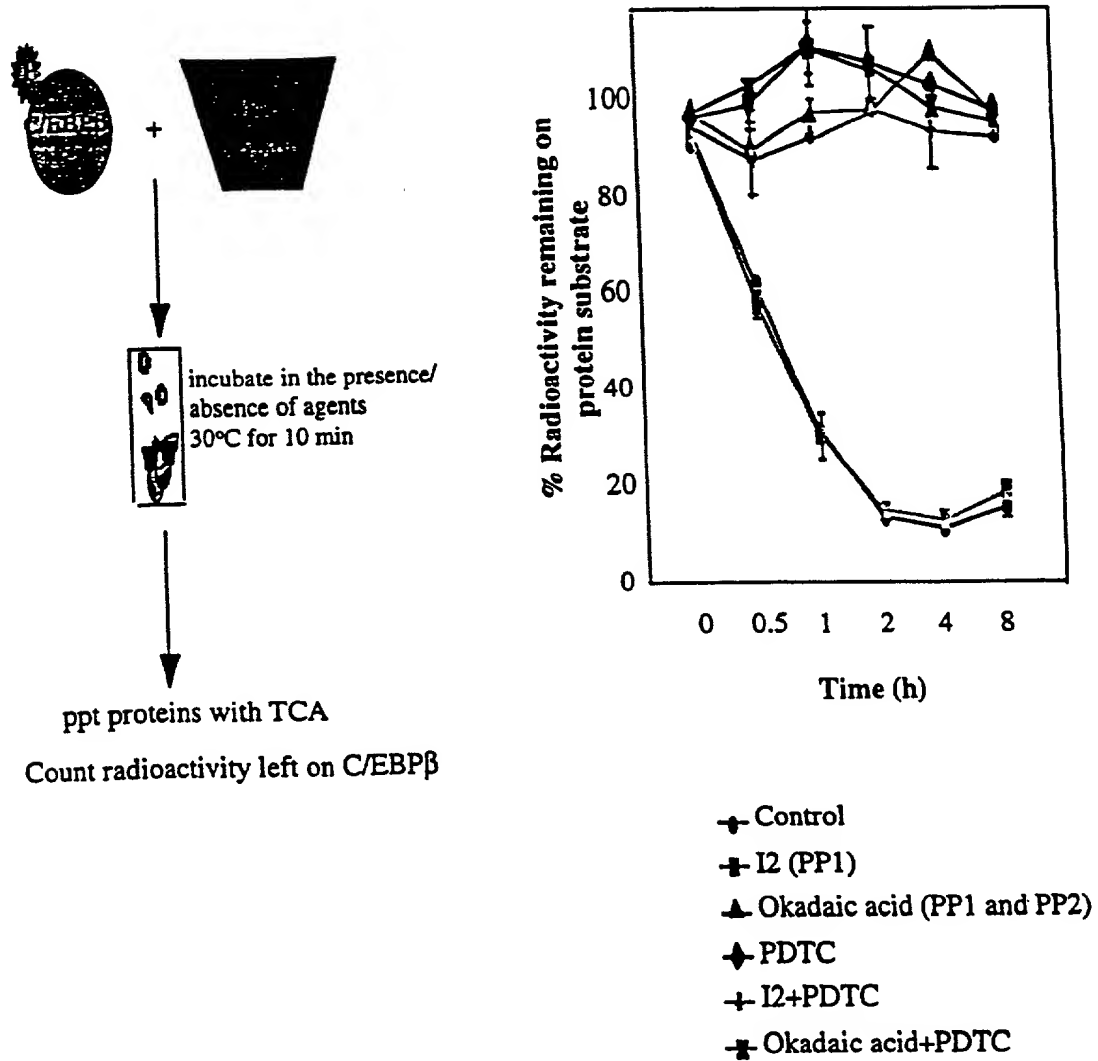 C/EBPβ
+
incubate in the presence/
absence of agents
30°C for 10 min
ppt proteins with TCA
Count radioactivity left on C/EBPβ
% Radioactivity remaining on
protein substrate
100
80
60
40
20
0
0 0.5 1 2 4 8
Time (h)
Control
I2 (PP1)
Okadaic acid (PP1 and PP2)
PDTC
I2+PDTC
Okadaic acid+PDTC